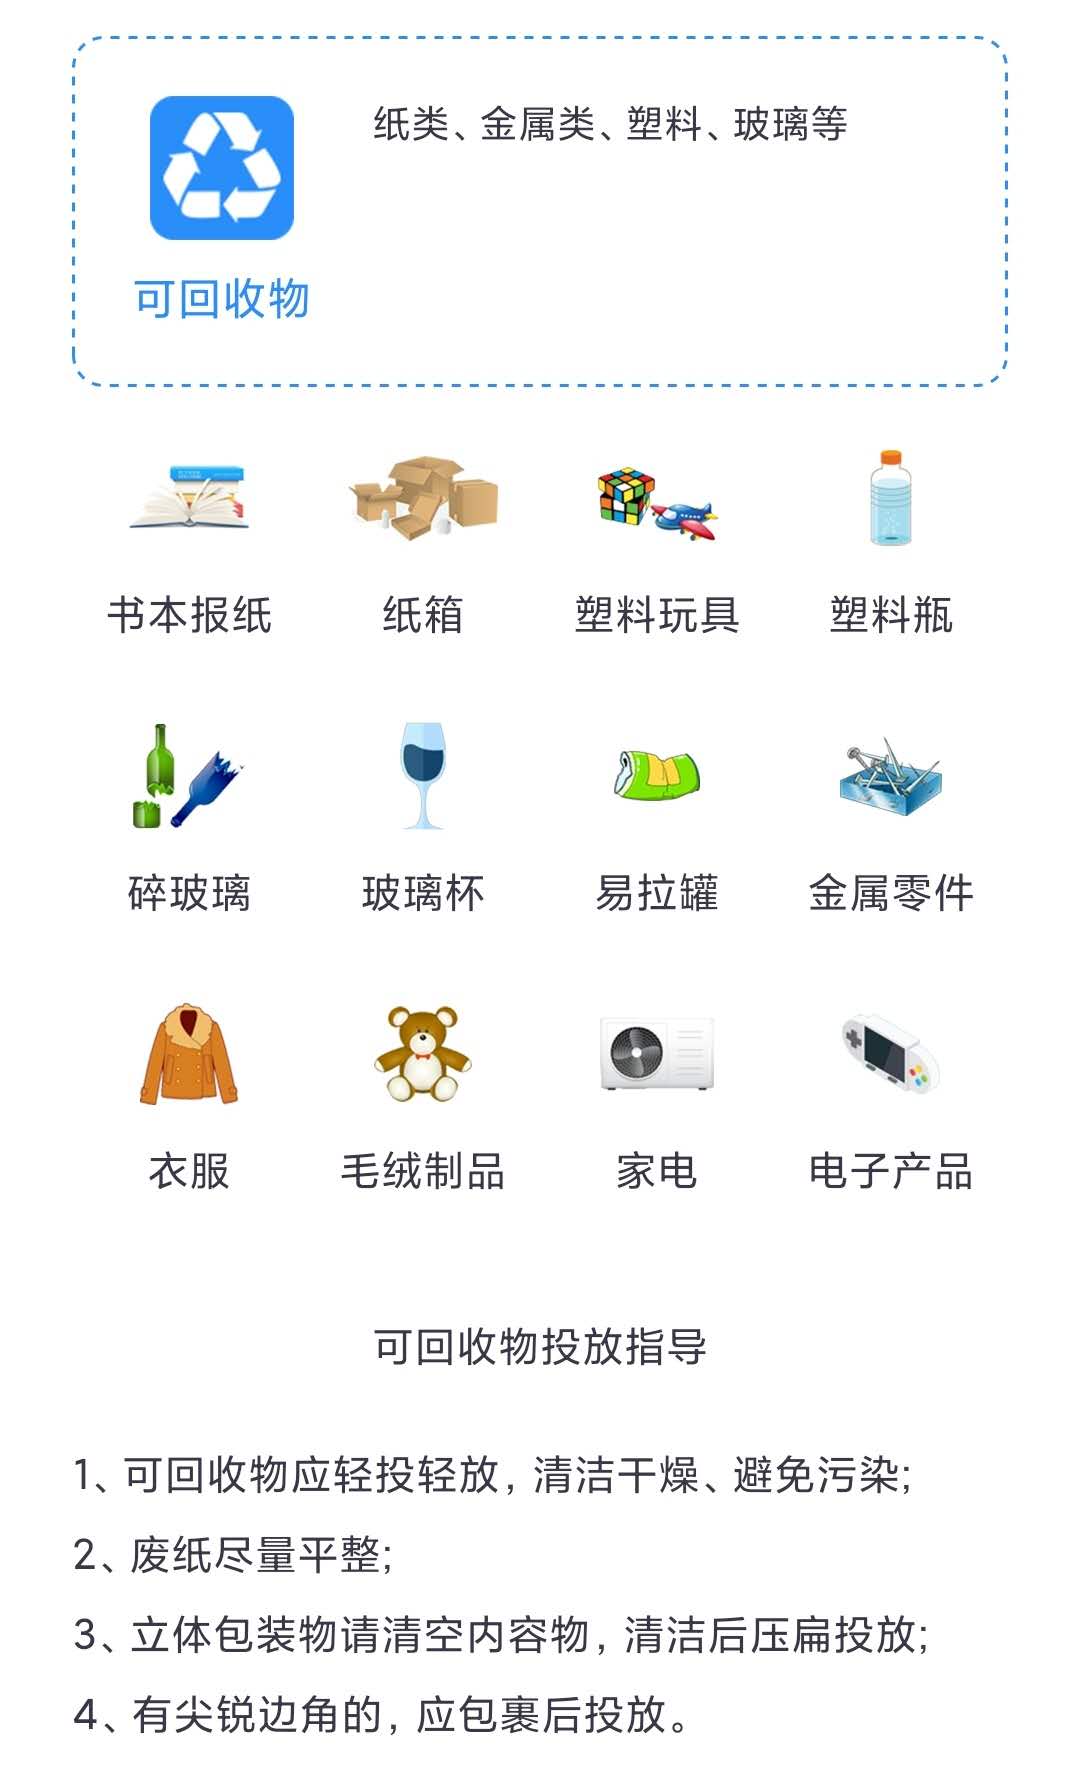 纸类、金属类、塑料、玻璃等
可回收物
书本报纸 纸箱 塑料玩具 塑料瓶
碎玻璃 玻璃杯 易拉罐 金属零件
衣服 毛绒制品 家电 电子产品
可回收物投放指导
1、可回收物应轻投轻放，清洁干燥、避免污染;
2、废纸尽量平整;
3、立体包装物请清空内容物，清洁后压扁投放;
4、有尖锐边角的，应包裹后投放。